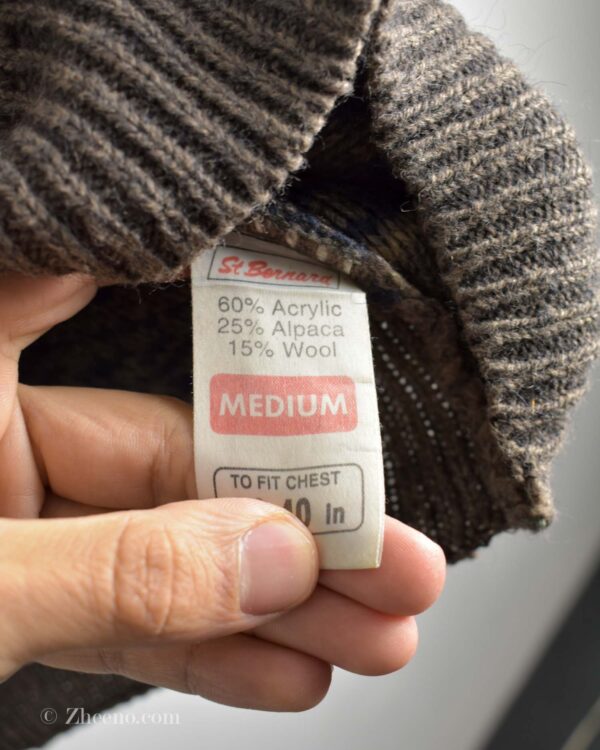 St Bernard
60% Acrylic
25% Alpaca
15% Wool
MEDIUM
TO FIT CHEST
40 In
© Zheeno.com